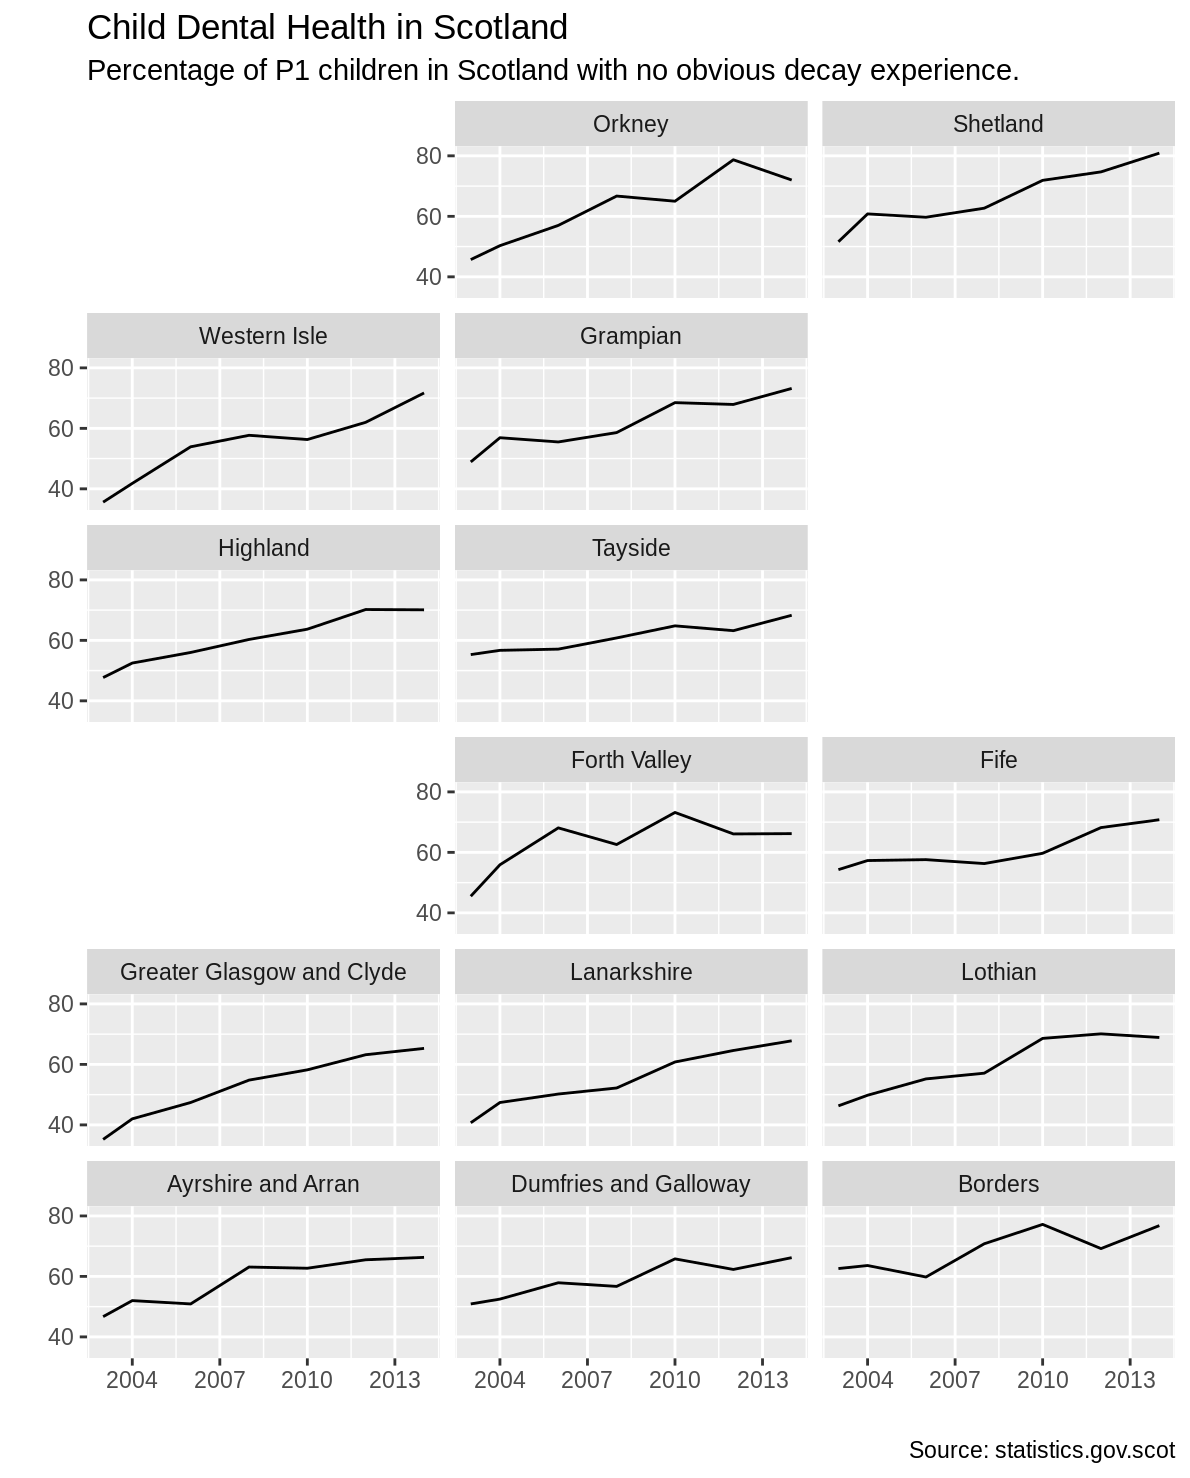 Child Dental Health in Scotland
Percentage of P1 children in Scotland with no obvious decay experience.
Orkney
Shetland
80
60
40
Western Isle
Grampian
80
60
40
Highland
Tayside
80
60
40
Forth Valley
Fife
80
60
40
Greater Glasgow and Clyde
Lanarkshire
Lothian
80
60
40
Ayrshire and Arran
Dumfries and Galloway
Borders
80
60
40
2004 2007 2010 2013
2004 2007 2010 2013
2004 2007 2010 2013
Source: statistics.gov.scot